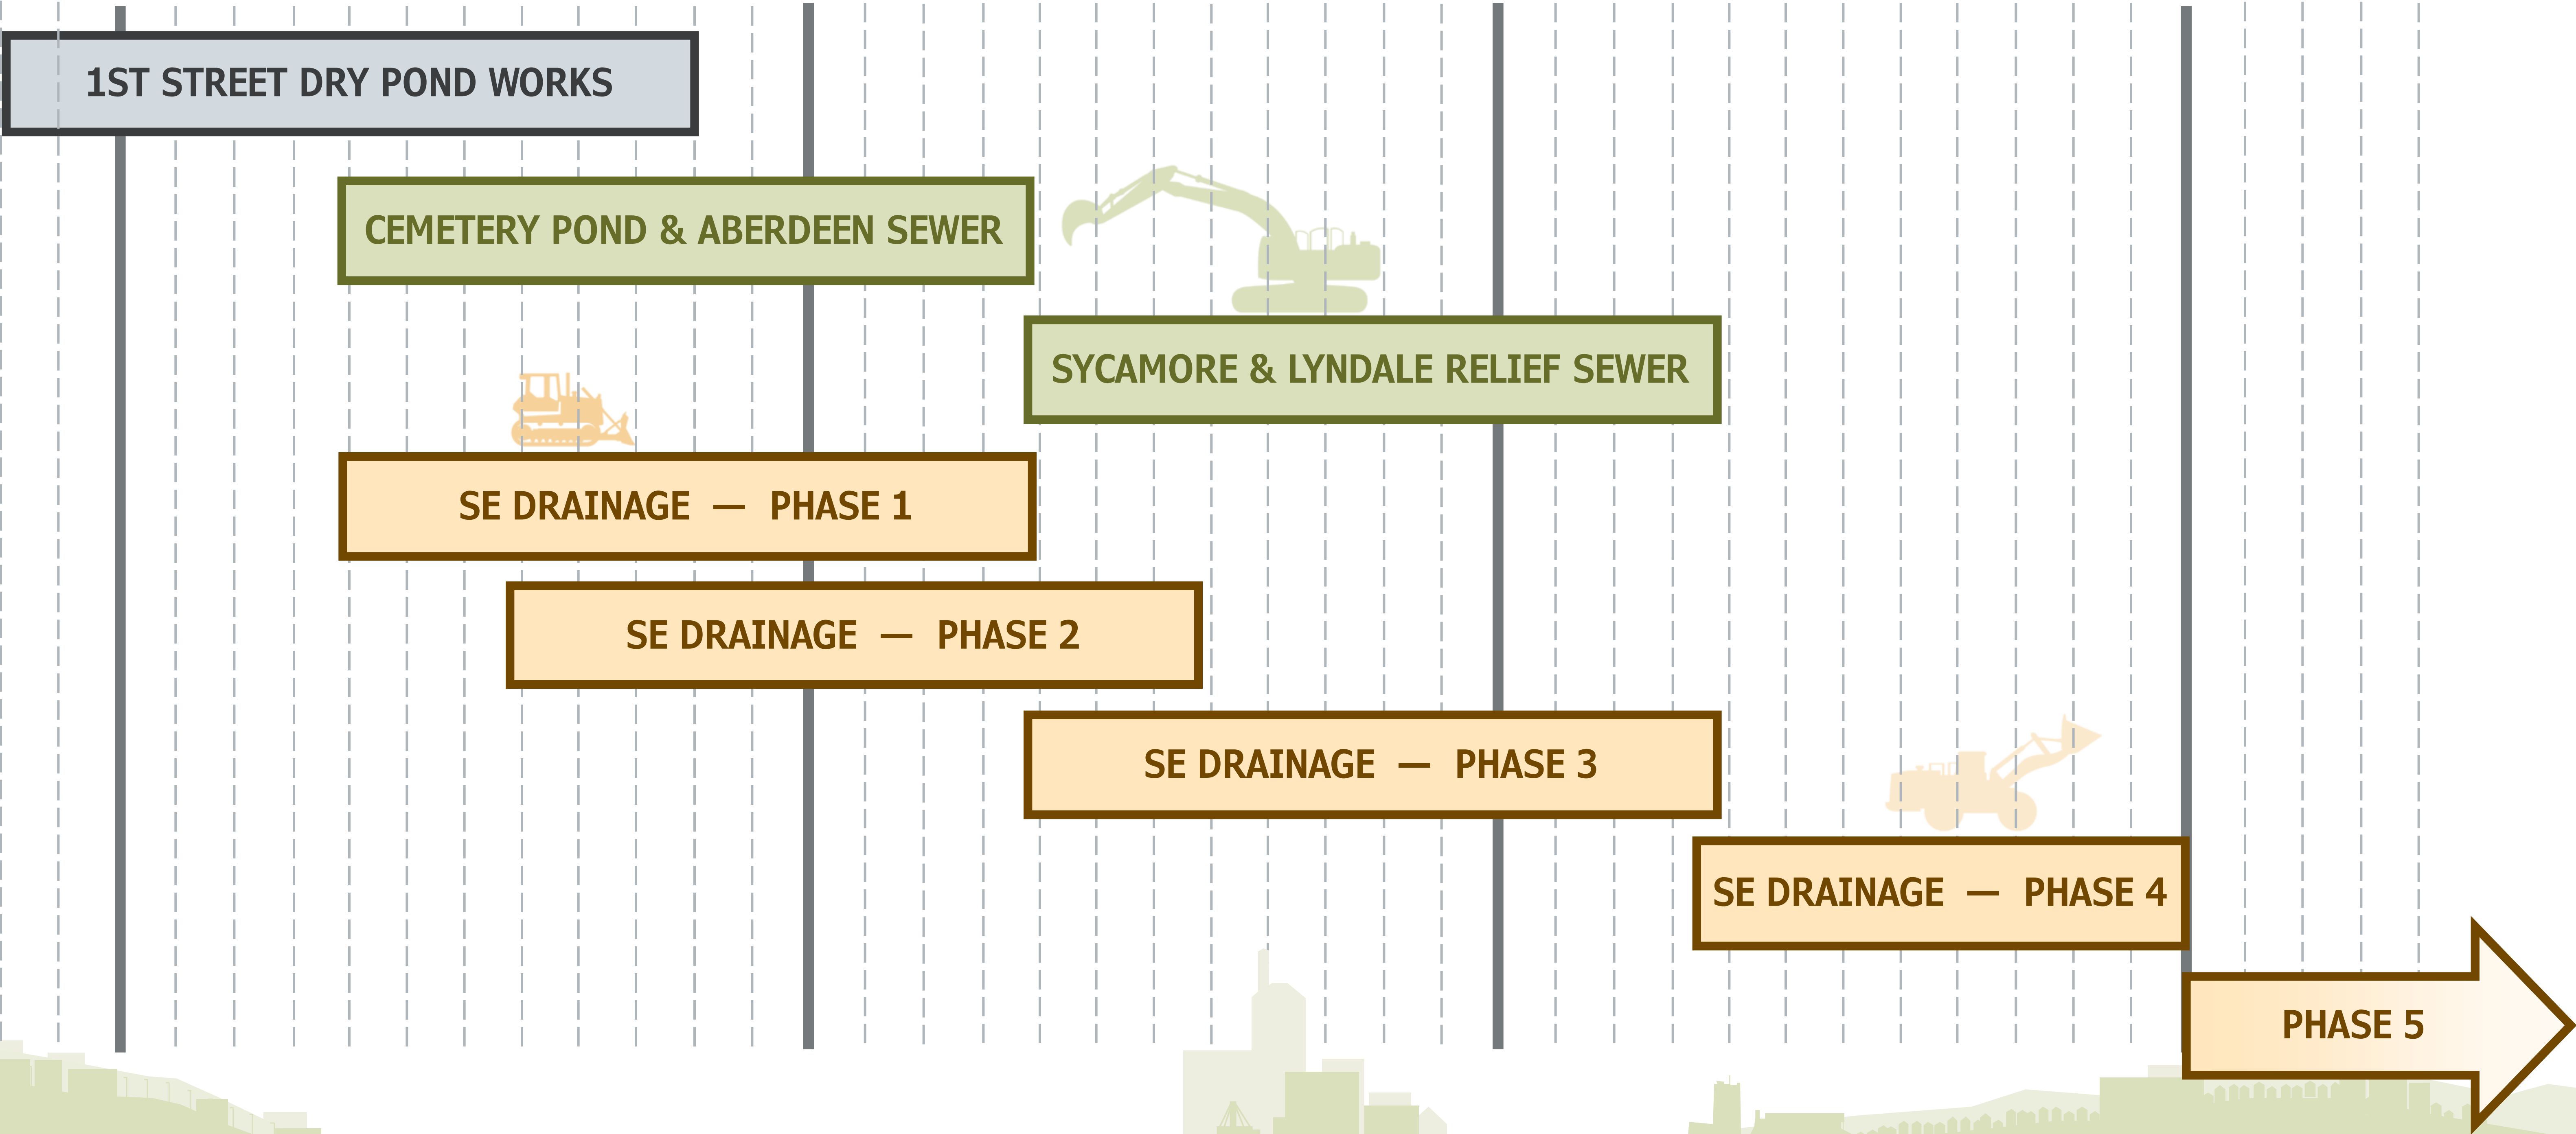 1ST STREET DRY POND WORKS
CEMETERY POND & ABERDEEN SEWER
SYCAMORE & LYNDALE RELIEF SEWER
SE DRAINAGE — PHASE 1
SE DRAINAGE — PHASE 2
SE DRAINAGE — PHASE 3
SE DRAINAGE — PHASE 4
PHASE 5